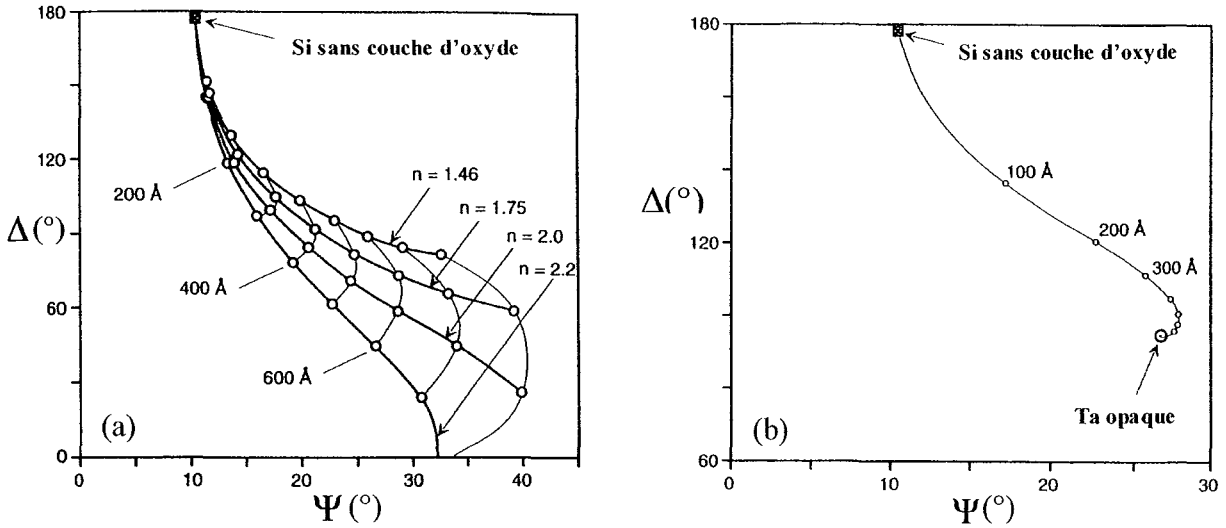 180
Si sans couche d'oxyde
120
200 Å
n = 1.46
n = 1.75
n = 2.0
n = 2.2
Δ(°)
400 Å
60
600 Å
(a)
0
0
10
20
30
40
Ψ(°)
180
Si sans couche d'oxyde
100 Å
Δ(°)
200 Å
120
300 Å
Ta opaque
(b)
60
0
10
20
30
Ψ(°)